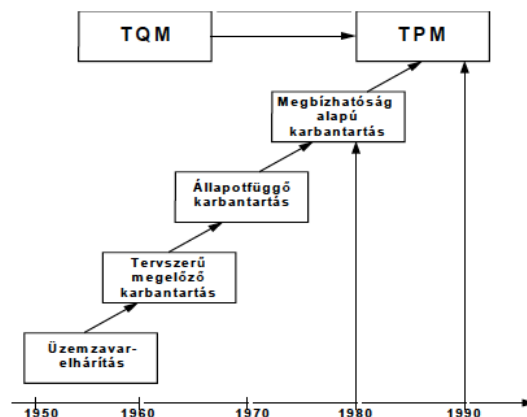 TQM
TPM
Megbízhatóság
alapú
karbantartás
Állapotfüggő
karbantartás
Tervszerű
megelőző
karbantartás
Üzemzavar-
elhárítás
1950 1960 1970 1980 1990